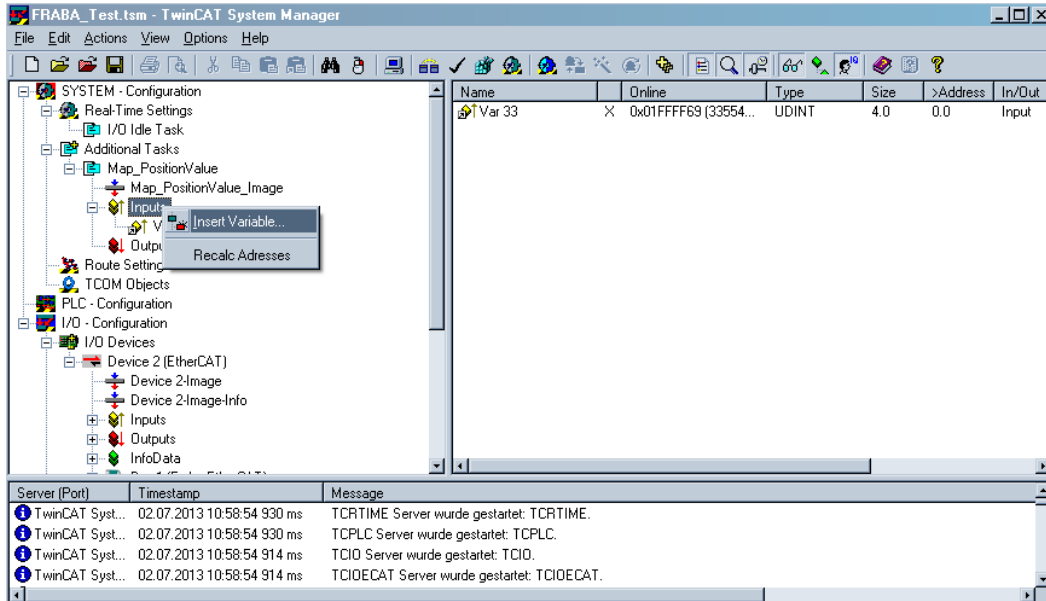 FRABA_Test.tsm - TwinCAT System Manager
File Edit Actions View Options Help
SYSTEM - Configuration
Real-Time Settings
I/O Idle Task
Additional Tasks
Map_PositionValue
Map_PositionValue_Image
Inputs
Insert Variable...
V
Outpu
Recalc Adresses
Route Setting
TCOM Objects
PLC - Configuration
I/O - Configuration
I/O Devices
Device 2 (EtherCAT)
Device 2-Image
Device 2-Image-Info
Inputs
Outputs
InfoData
Name Online Type Size >Address In/Out
Var 33 X 0x01FFFF69 (33554... UDINT 4.0 0.0 Input
Server (Port) Timestamp Message
TwinCAT Syst... 02.07.2013 10:58:54 930 ms TCRTIME Server wurde gestartet: TCRTIME.
TwinCAT Syst... 02.07.2013 10:58:54 930 ms TCPLC Server wurde gestartet: TCPLC.
TwinCAT Syst... 02.07.2013 10:58:54 914 ms TCIO Server wurde gestartet: TCIO.
TwinCAT Syst... 02.07.2013 10:58:54 914 ms TCIOECAT Server wurde gestartet: TCIOECAT.